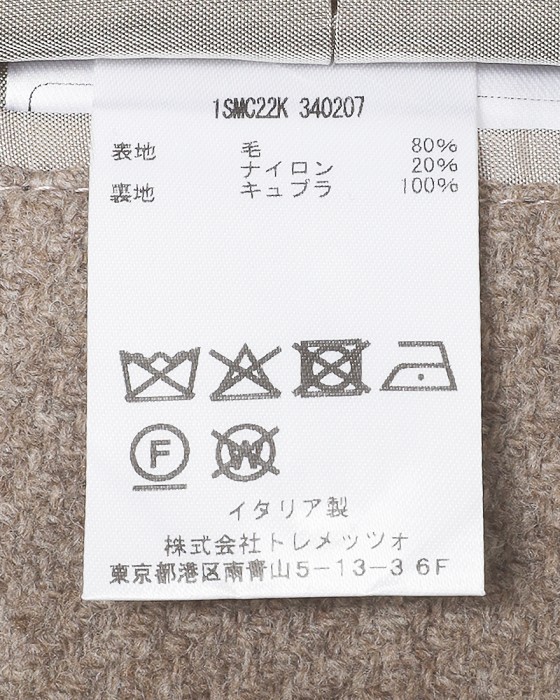 1SMC22K 340207
表地 毛 80%
ナイロン 20%
裏地 キュプラ 100%
F
W
イタリア製
株式会社トレメッツォ
東京都港区南青山5-13-3 6F